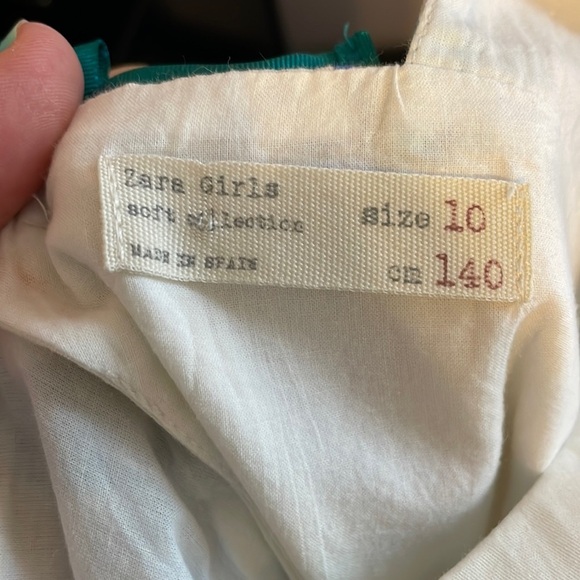 Zara Girls
soft collection
size 10
MADE IN SPAIN
cm 140